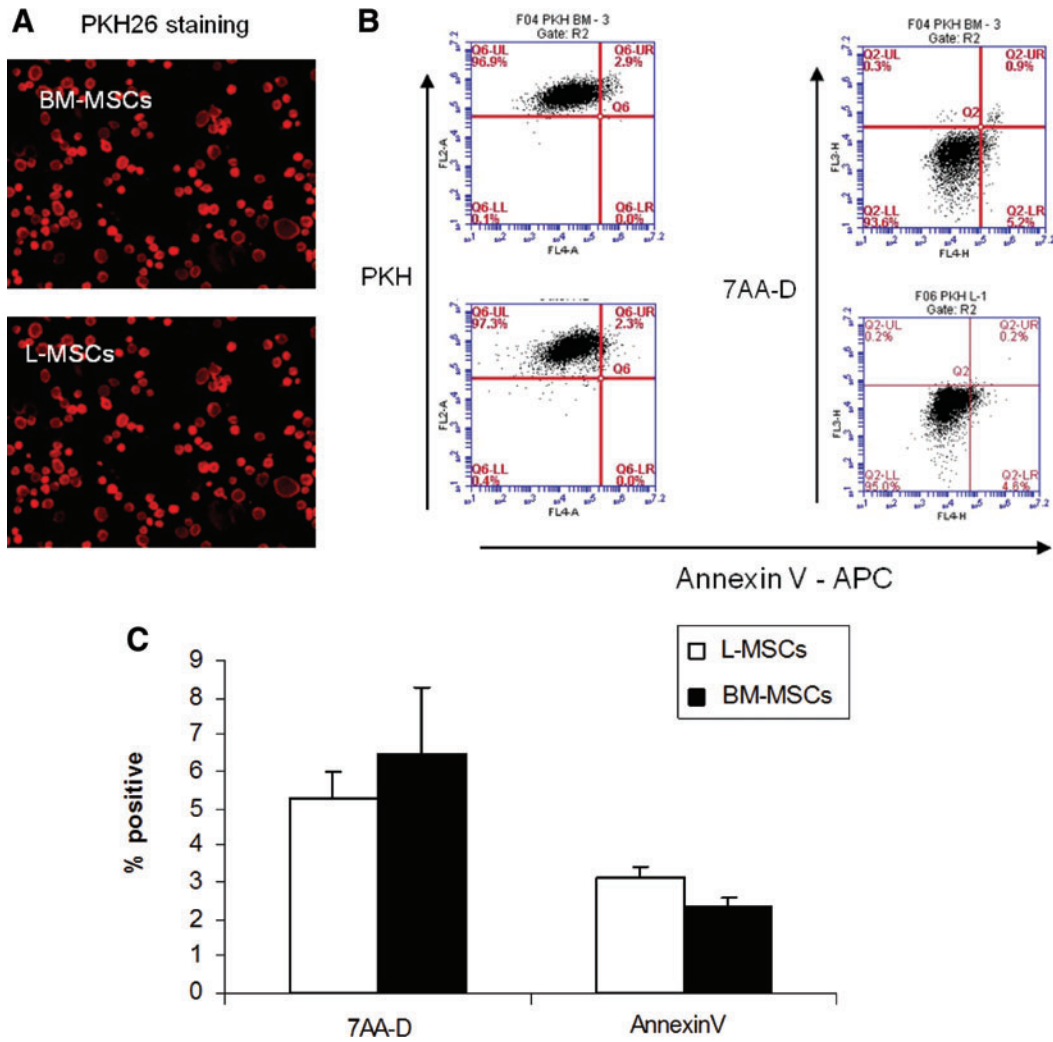 A
PKH26 staining
BM-MSCs
L-MSCs
B
F04 PKH BM - 3
Gate: R2
Q6-UL
96.9%
Q6-UR
2.9%
Q6
Q6-LL
0.1%
Q6-LR
0.0%
FL2-A
FL4-A
F04 PKH BM - 3
Gate: R2
Q2-UL
0.3%
Q2-UR
0.9%
Q2
Q2-LL
93.6%
Q2-LR
5.2%
FL3-H
FL4-H
PKH
7AA-D
Q6-UL
97.3%
Q6-UR
2.3%
Q6
Q6-LL
0.4%
Q6-LR
0.0%
FL2-A
FL4-A
F06 PKH L-1
Gate: R2
Q2-UL
0.2%
Q2-UR
0.2%
Q2
Q2-LL
95.0%
Q2-LR
4.6%
FL3-H
FL4-H
Annexin V - APC
C
L-MSCs
BM-MSCs
% positive
9
8
7
6
5
4
3
2
1
0
7AA-D
AnnexinV